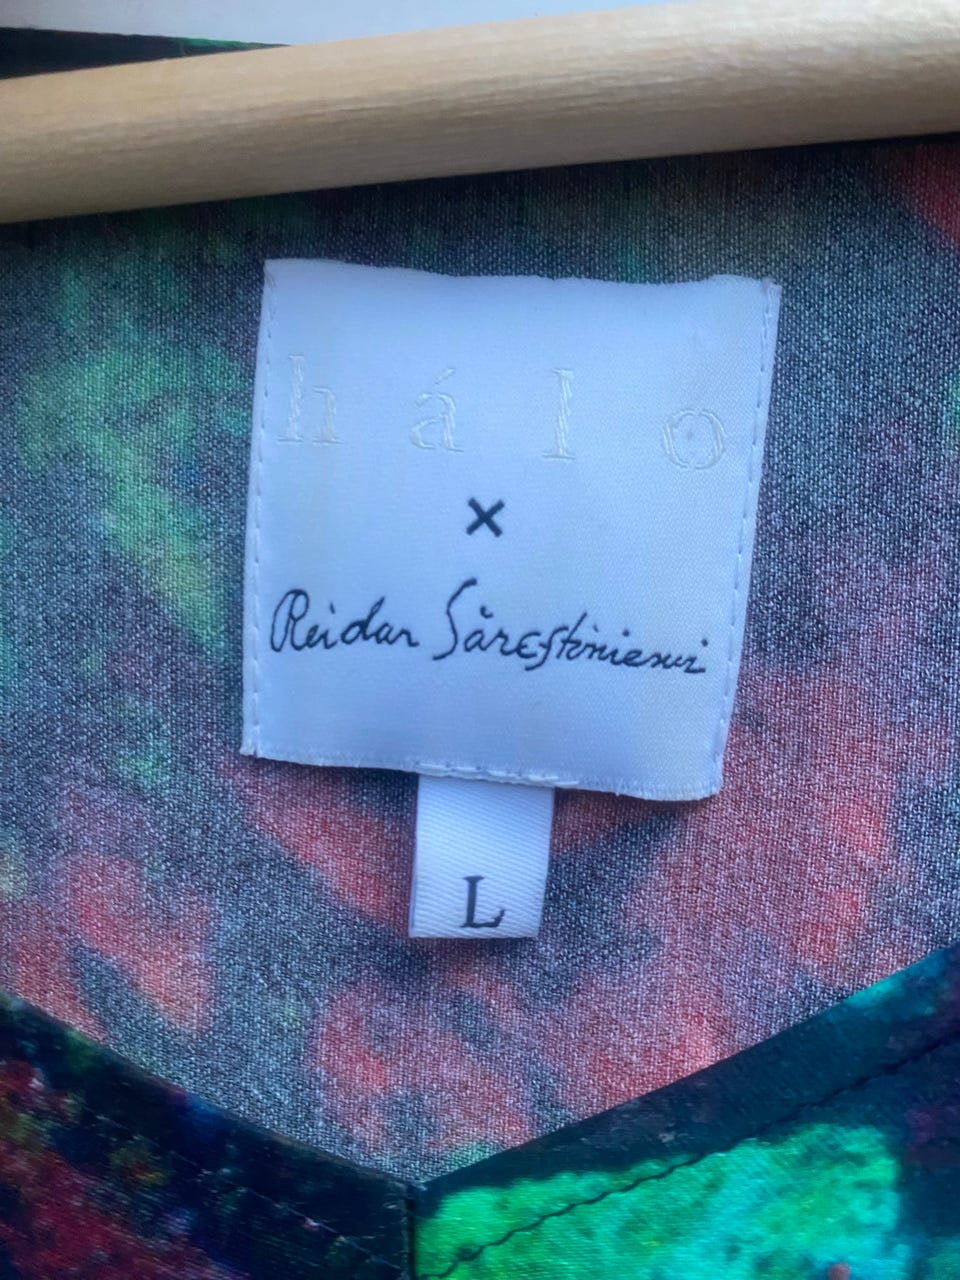 hálo
×
Reidar Särestöniemi
L